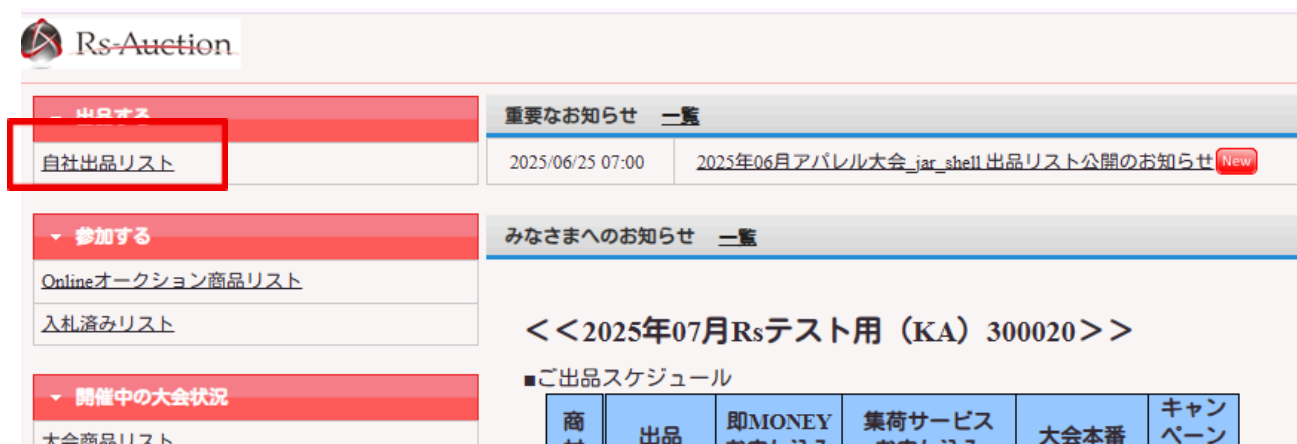 Rs-Auction
出品する
自社出品リスト
重要なお知らせ 一覧
2025/06/25 07:00 2025年06月アパレル大会_jar_shell 出品リスト公開のお知らせ New
参加する
Onlineオークション商品リスト
入札済みリスト
みなさまへのお知らせ 一覧
<<2025年07月Rsテスト用（KA）300020>>
■ご出品スケジュール
開催中の大会状況
大会商品リスト
商 出品 即MONEY 集荷サービス 大会本番 キャン
ペーン